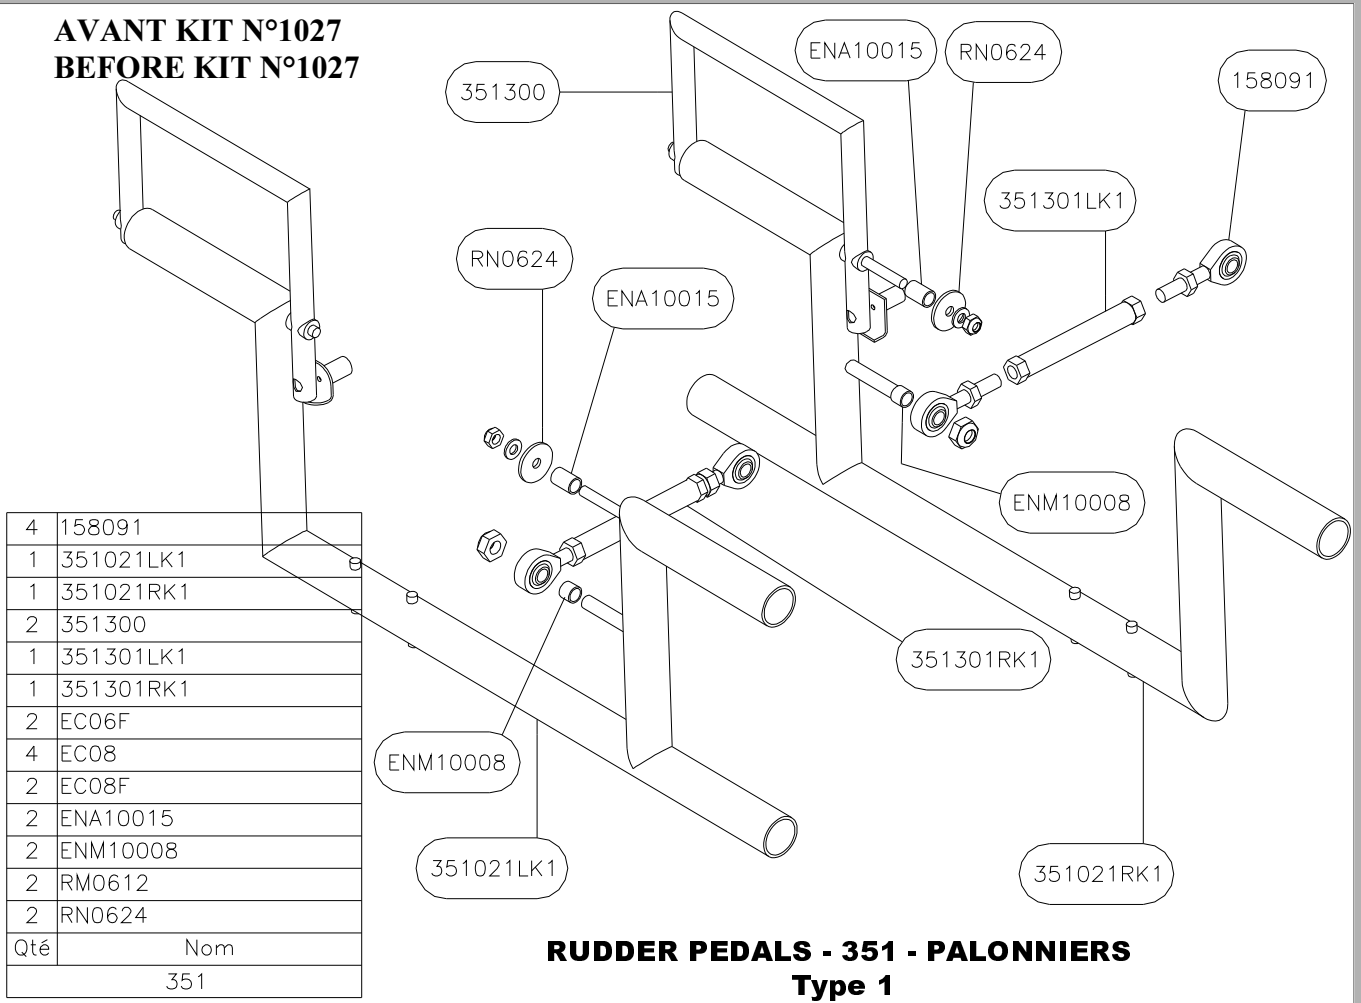 AVANT KIT N°1027
BEFORE KIT N°1027
ENA10015
RN0624
158091
351300
351301LK1
RN0624
ENA10015
ENM10008
351301RK1
ENM10008
351021LK1
351021RK1
4 158091
1 351021LK1
1 351021RK1
2 351300
1 351301LK1
1 351301RK1
2 EC06F
4 EC08
2 EC08F
2 ENA10015
2 ENM10008
2 RM0612
2 RN0624
Qté Nom
351
RUDDER PEDALS - 351 - PALONNIERS
Type 1